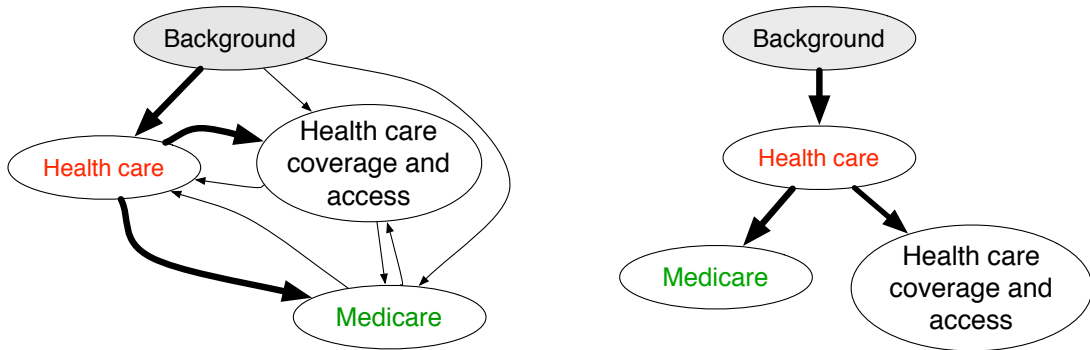 Background
Health care
Health care
coverage and
access
Medicare
Background
Health care
Medicare
Health care
coverage and
access